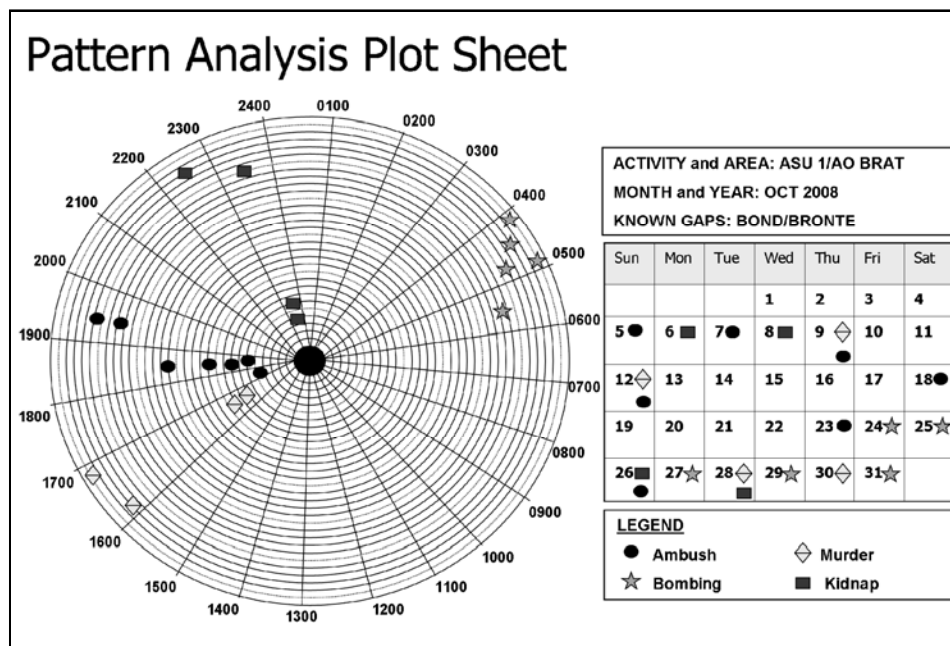 Pattern Analysis Plot Sheet
2400
0100
2300
0200
2200
0300
2100
0400
2000
0500
1900
0600
1800
0700
1700
0800
1600
0900
1500
1000
1400
1100
1300
1200
ACTIVITY and AREA: ASU 1/AO BRAT
MONTH and YEAR: OCT 2008
KNOWN GAPS: BOND/BRONTE
Sun Mon Tue Wed Thu Fri Sat
1 2 3 4
5 6 7 8 9 10 11
12 13 14 15 16 17 18
19 20 21 22 23 24 25
26 27 28 29 30 31
LEGEND
Ambush Murder
Bombing Kidnap